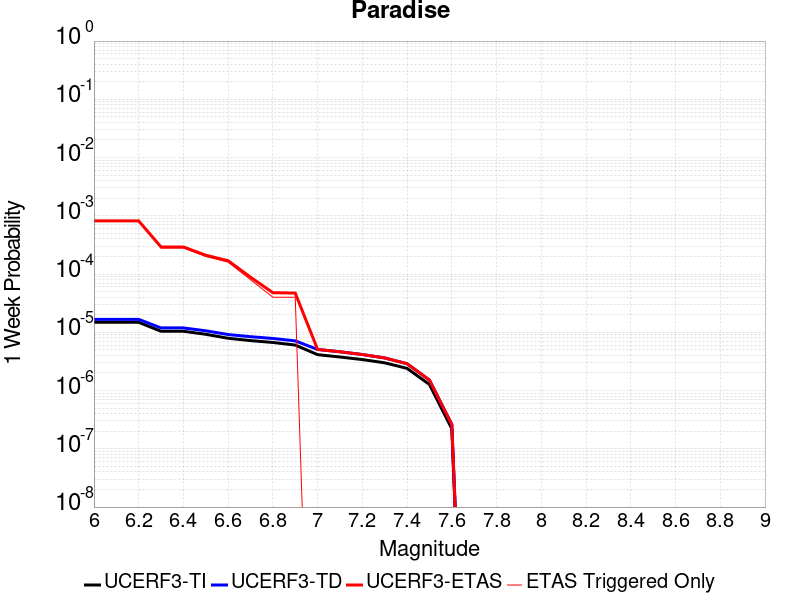 Paradise
10^0
10^-1
10^-2
10^-3
10^-4
10^-5
10^-6
10^-7
10^-8
1 Week Probability
6 6.2 6.4 6.6 6.8 7 7.2 7.4 7.6 7.8 8 8.2 8.4 8.6 8.8 9
Magnitude
UCERF3-TI UCERF3-TD UCERF3-ETAS ETAS Triggered Only